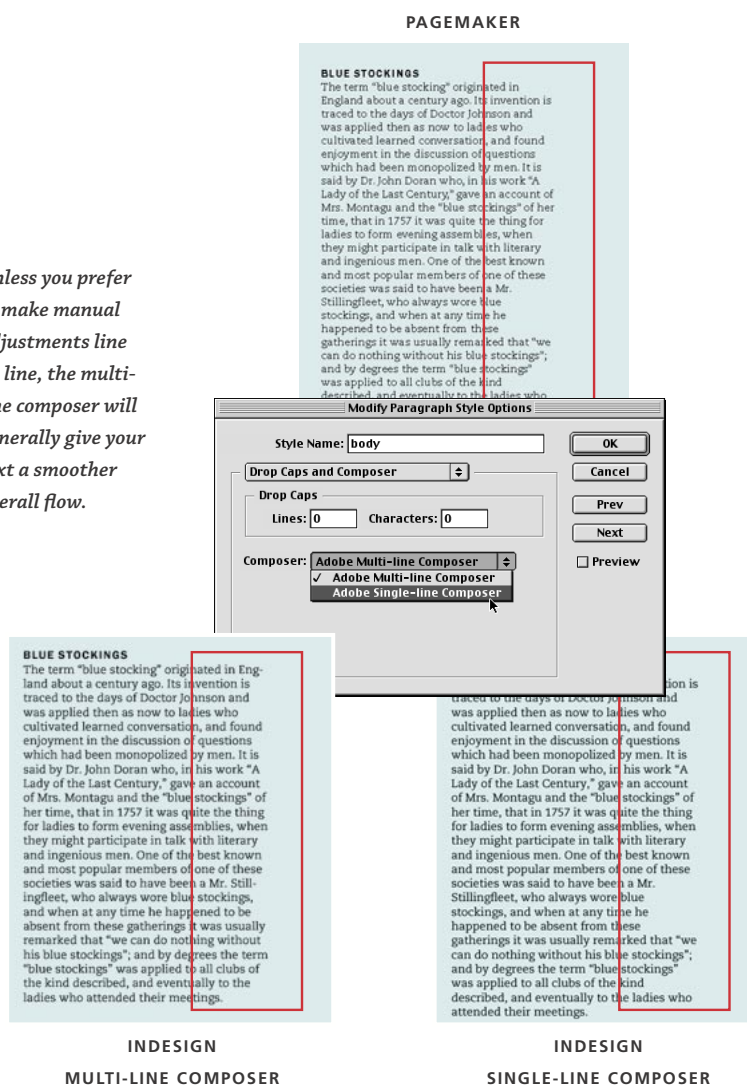 PAGEMAKER
BLUE STOCKINGS
The term "blue stocking" originated in
England about a century ago. Its invention is
traced to the days of Doctor Johnson and
was applied then as now to ladies who
cultivated learned conversation, and found
enjoyment in the discussion of questions
which had been monopolized by men. It is
said by Dr. John Doran who, in his work "A
Lady of the Last Century," gave an account of
Mrs. Montagu and the "blue stockings" of her
time, that in 1757 it was quite the thing for
ladies to form evening assemblies, when
they might participate in talk with literary
and ingenious men. One of the best known
and most popular members of one of these
societies was said to have been a Mr.
Stillingfleet, who always wore blue
stockings, and when at any time he
happened to be absent from these
gatherings it was usually remarked that "we
can do nothing without his blue stockings";
and by degrees the term "blue stockings"
was applied to all clubs of the kind
described, and eventually to the ladies who
less you prefer
make manual
justments line
line, the multi-
e composer will
nerally give your
xt a smoother
erall flow.
Modify Paragraph Style Options
Style Name: body
OK
Drop Caps and Composer
Cancel
Drop Caps
Prev
Lines: 0 Characters: 0
Next
Composer: Adobe Multi-line Composer
Preview
✓ Adobe Multi-line Composer
Adobe Single-line Composer
BLUE STOCKINGS
The term "blue stocking" originated in Eng-
land about a century ago. Its invention is
traced to the days of Doctor Johnson and
was applied then as now to ladies who
cultivated learned conversation, and found
enjoyment in the discussion of questions
which had been monopolized by men. It is
said by Dr. John Doran who, in his work "A
Lady of the Last Century," gave an account
of Mrs. Montagu and the "blue stockings" of
her time, that in 1757 it was quite the thing
for ladies to form evening assemblies, when
they might participate in talk with literary
and ingenious men. One of the best known
and most popular members of one of these
societies was said to have been a Mr. Still-
ingfleet, who always wore blue stockings,
and when at any time he happened to be
absent from these gatherings it was usually
remarked that "we can do nothing without
his blue stockings"; and by degrees the term
"blue stockings" was applied to all clubs of
the kind described, and eventually to the
ladies who attended their meetings.
INDESIGN
MULTI-LINE COMPOSER
tion is
traced to the days of Doctor Johnson and
was applied then as now to ladies who
cultivated learned conversation, and found
enjoyment in the discussion of questions
which had been monopolized by men. It is
said by Dr. John Doran who, in his work "A
Lady of the Last Century," gave an account
of Mrs. Montagu and the "blue stockings" of
her time, that in 1757 it was quite the thing
for ladies to form evening assemblies, when
they might participate in talk with literary
and ingenious men. One of the best known
and most popular members of one of these
societies was said to have been a Mr.
Stillingfleet, who always wore blue
stockings, and when at any time he
happened to be absent from these
gatherings it was usually remarked that "we
can do nothing without his blue stockings";
and by degrees the term "blue stockings"
was applied to all clubs of the kind
described, and eventually to the ladies who
attended their meetings.
INDESIGN
SINGLE-LINE COMPOSER